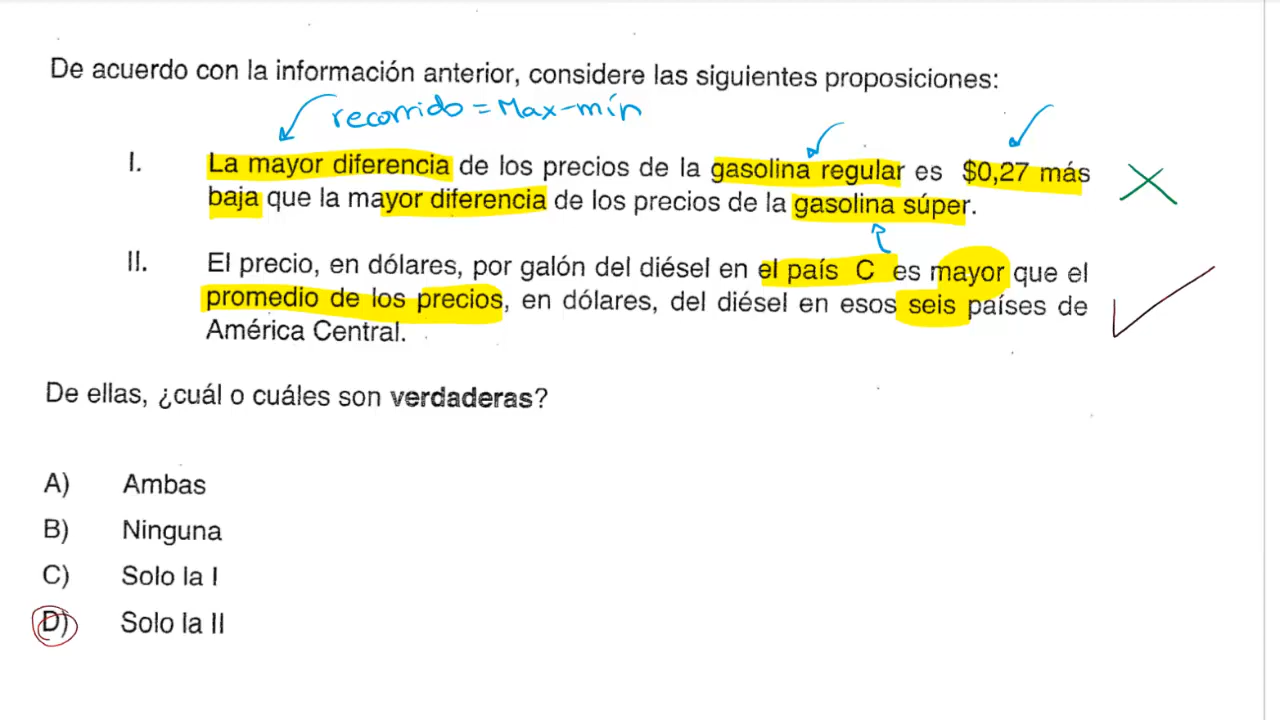 De acuerdo con la información anterior, considere las siguientes proposiciones:
recorrido = Max-mín
I. La mayor diferencia de los precios de la gasolina regular es $0,27 más
baja que la mayor diferencia de los precios de la gasolina súper.
II. El precio, en dólares, por galón del diésel en el país C es mayor que el
promedio de los precios, en dólares, del diésel en esos seis países de
América Central.
De ellas, ¿cuál o cuáles son verdaderas?
A) Ambas
B) Ninguna
C) Solo la I
D) Solo la II